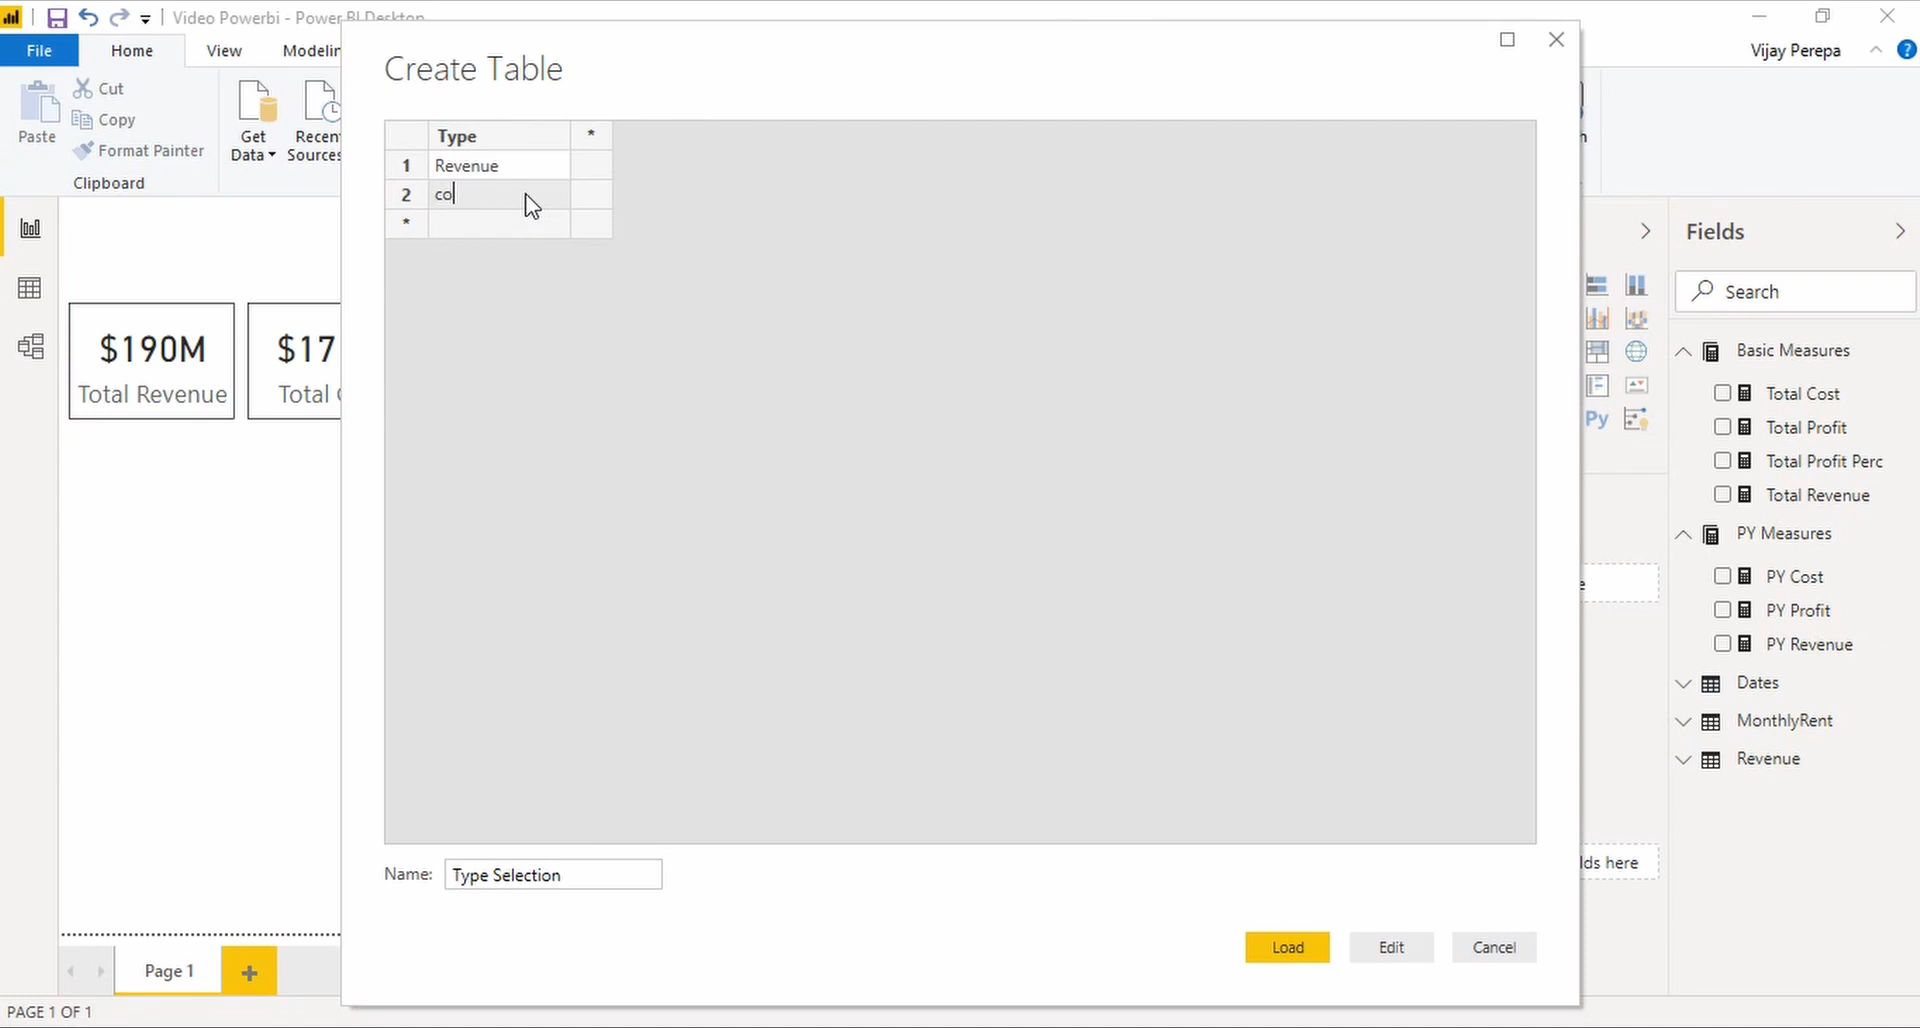 Video Powerbi - Power BI Desktop
File
Home
View
Vijay Perepa
?
Paste
Cut
Copy
Format Painter
Clipboard
Get
Data
Recen
Sources
Create Table
Type
*
1
Revenue
2
co
*
$190M
Total Revenue
$17
Total
Name:
Type Selection
Load
Edit
Cancel
Py
lds here
Fields
Search
Basic Measures
Total Cost
Total Profit
Total Profit Perc
Total Revenue
PY Measures
PY Cost
PY Profit
PY Revenue
Dates
MonthlyRent
Revenue
Page 1
+
PAGE 1 OF 1